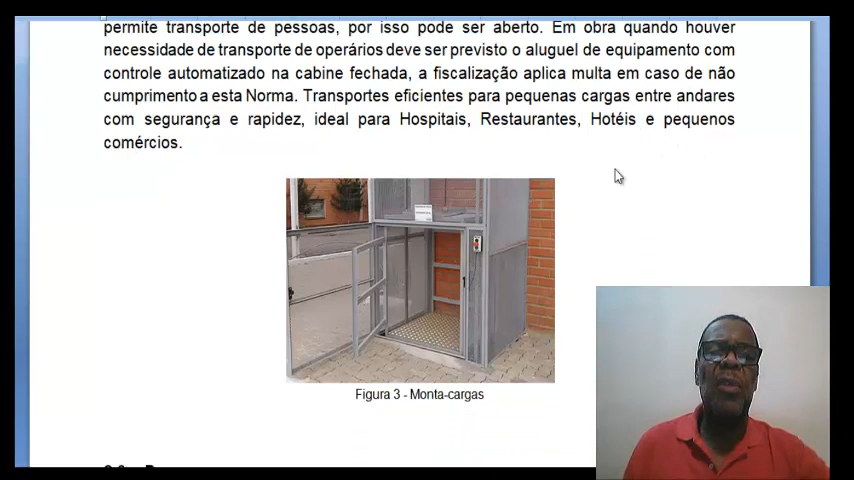 permite transporte de pessoas, por isso pode ser aberto. Em obra quando houver
necessidade de transporte de operários deve ser previsto o aluguel de equipamento com
controle automatizado na cabine fechada, a fiscalização aplica multa em caso de não
cumprimento a esta Norma. Transportes eficientes para pequenas cargas entre andares
com segurança e rapidez, ideal para Hospitais, Restaurantes, Hotéis e pequenos
comércios.
Figura 3 - Monta-cargas